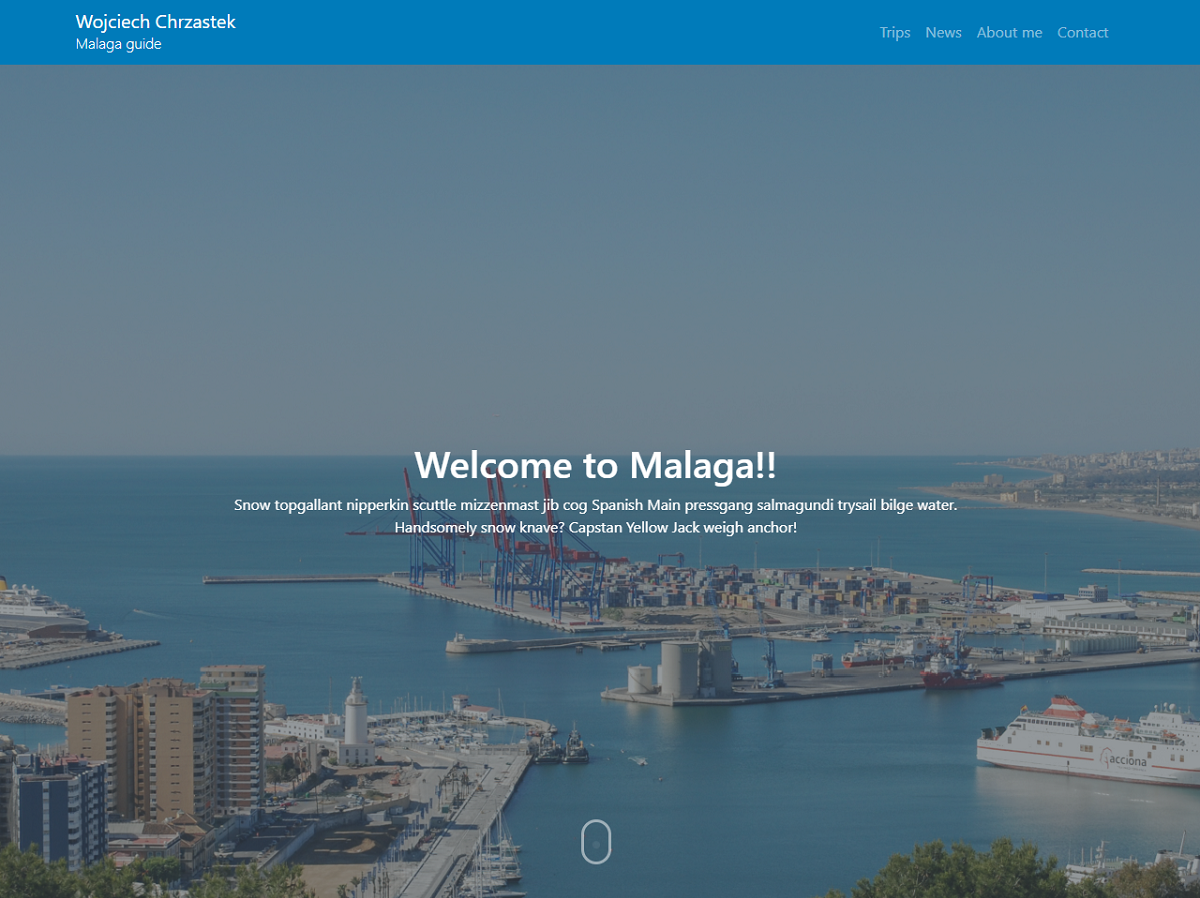 Wojciech Chrzastek
Malaga guide
Trips News About me Contact
Welcome to Malaga!!
Snow topgallant nipperkin scuttle mizzenmast jib cog Spanish Main pressgang salmagundi trysail bilge water.
Handsomely snow knave? Capstan Yellow Jack weigh anchor!
acciona